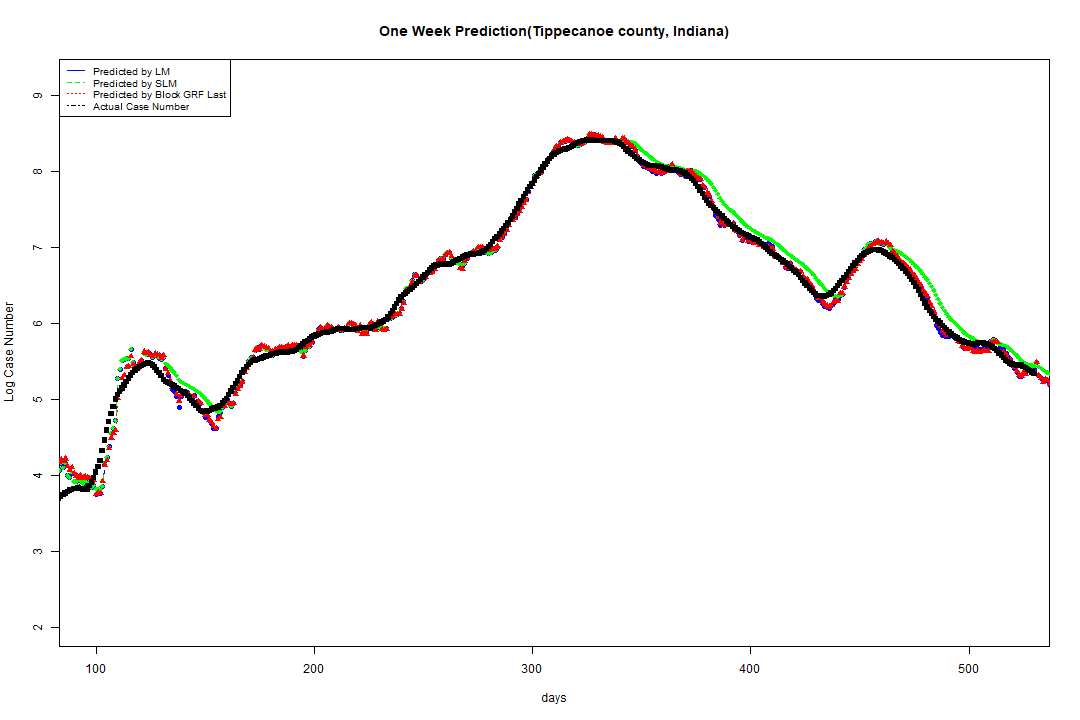 One Week Prediction(Tippecanoe county, Indiana)
Predicted by LM
Predicted by SLM
Predicted by Block GRF Last
Actual Case Number
9
8
7
6
5
4
3
2
Log Case Number
100 200 300 400 500
days